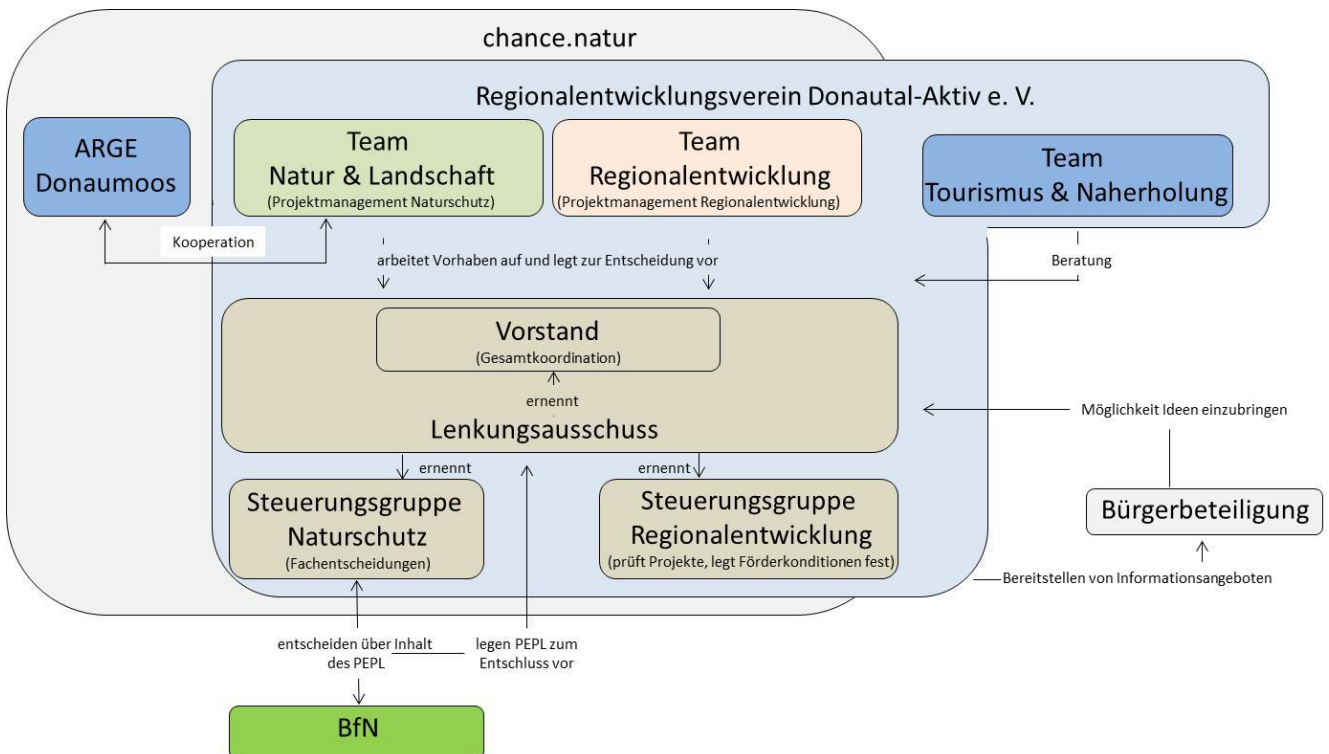 chance.natur
Regionalentwicklungsverein Donautal-Aktiv e. V.
ARGE
Donaumoos
Team
Natur & Landschaft
(Projektmanagement Naturschutz)
Team
Regionalentwicklung
(Projektmanagement Regionalentwicklung)
Team
Tourismus & Naherholung
Kooperation
arbeitet Vorhaben auf und legt zur Entscheidung vor
Beratung
Vorstand
(Gesamtkoordination)
ernennt
Lenkungsausschuss
Möglichkeit Ideen einzubringen
ernennt
ernennt
Steuerungsgruppe
Naturschutz
(Fachentscheidungen)
Steuerungsgruppe
Regionalentwicklung
(prüft Projekte, legt Förderkonditionen fest)
Bürgerbeteiligung
Bereitstellen von Informationsangeboten
entscheiden über Inhalt
des PEPL
legen PEPL zum
Entschluss vor
BfN